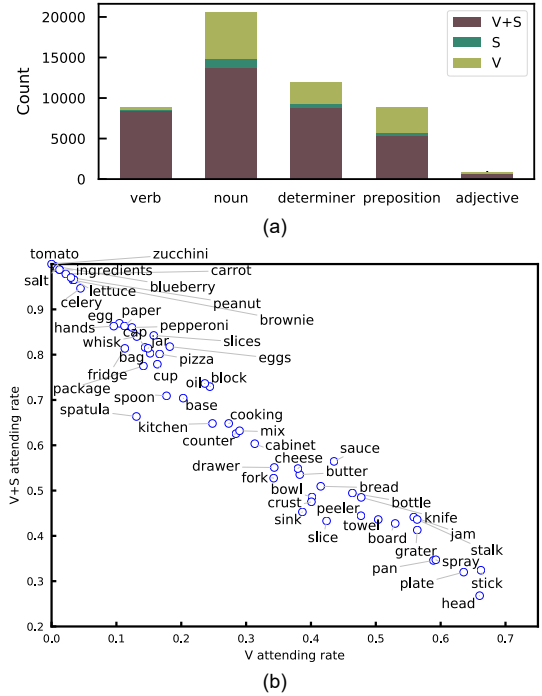 20000
15000
10000
5000
0
Count
V+S
S
V
verb noun determiner preposition adjective
(a)
tomato zucchini
salt ingredients carrot
lettuce blueberry
celery peanut
egg paper brownie
hands cap pepperoni slices
whisk jar
bag pizza eggs
fridge cup
package oil block
spoon base
spatula
kitchen cooking
counter mix
cabinet sauce
drawer cheese
fork butter
bowl bread
crust peeler bottle
sink towel knife
slice board jam
grater stalk
pan spray
plate stick
head
1.0
0.9
0.8
0.7
0.6
0.5
0.4
0.3
0.2
V+S attending rate
0.0 0.1 0.2 0.3 0.4 0.5 0.6 0.7
V attending rate
(b)